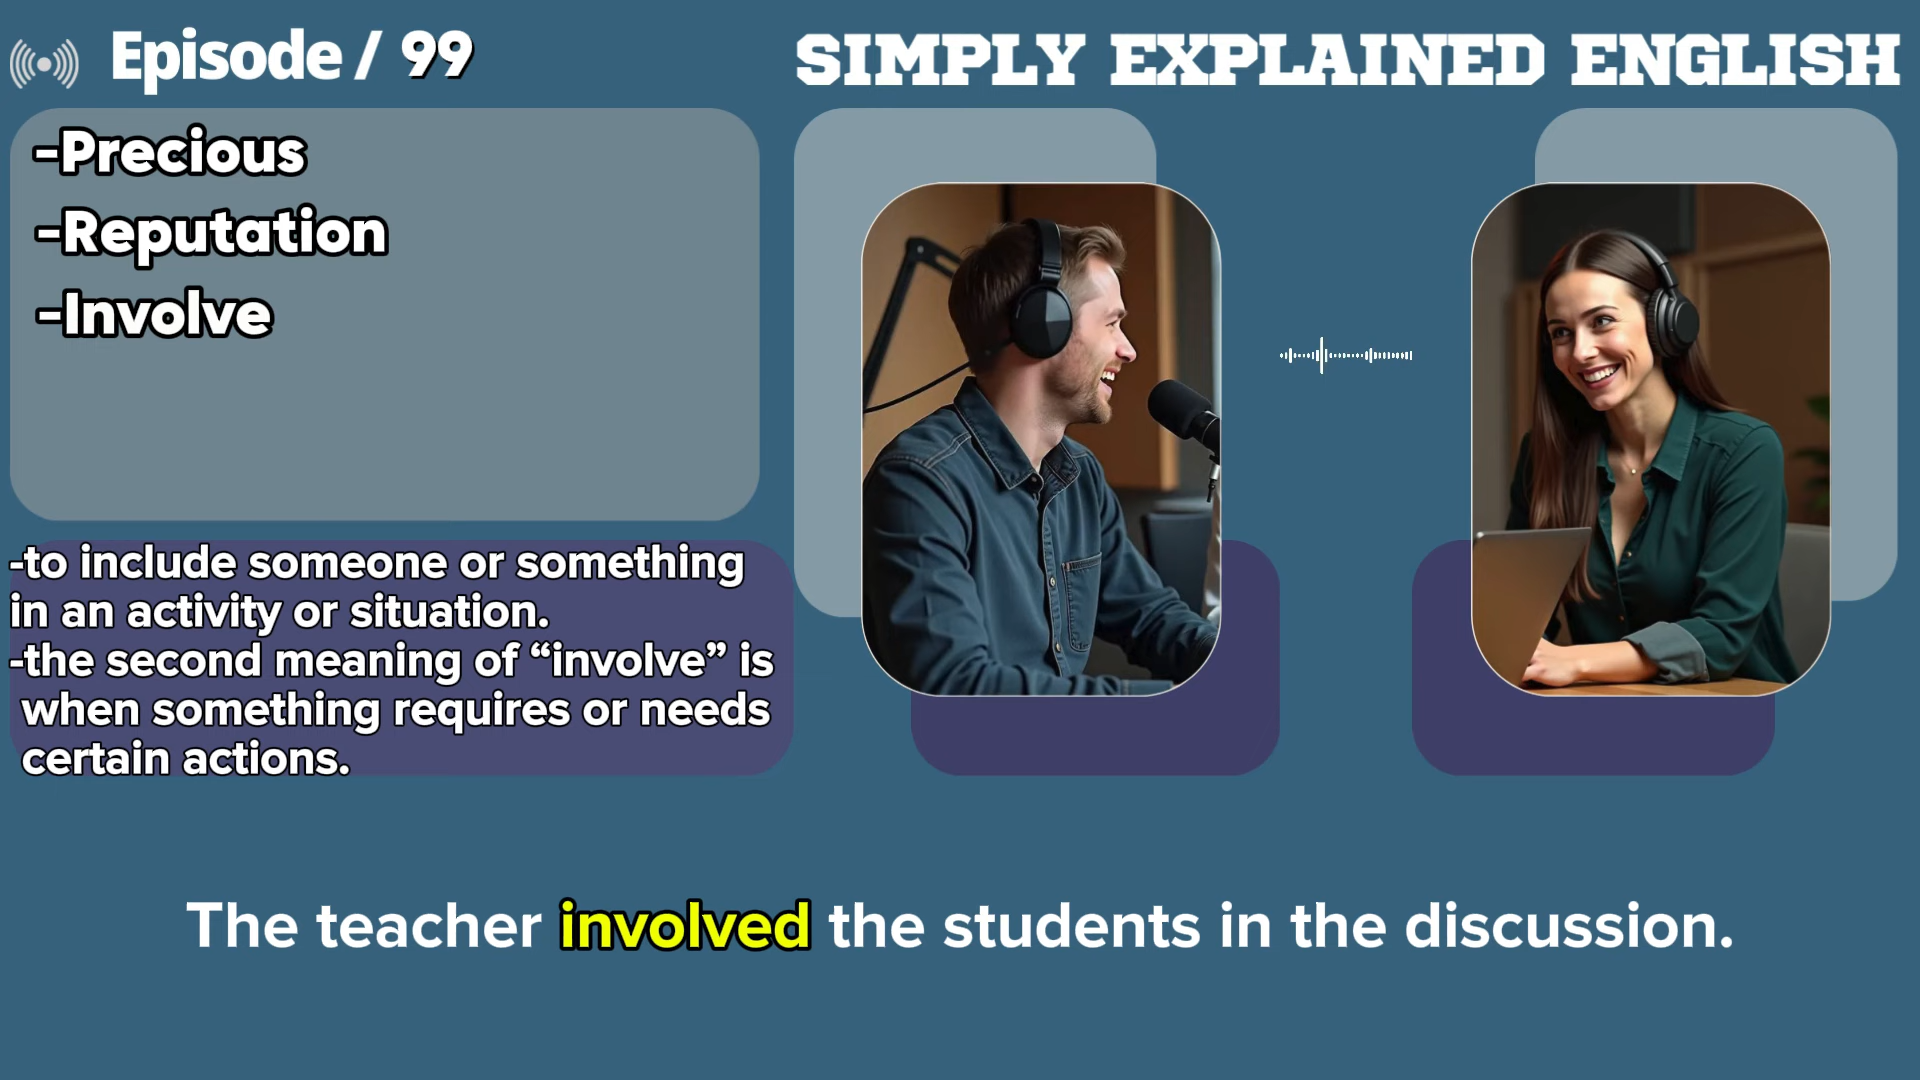 Episode / 99
SIMPLY EXPLAINED ENGLISH
-Precious
-Reputation
-Involve
-to include someone or something
in an activity or situation.
-the second meaning of “involve” is
when something requires or needs
certain actions.
The teacher involved the students in the discussion.